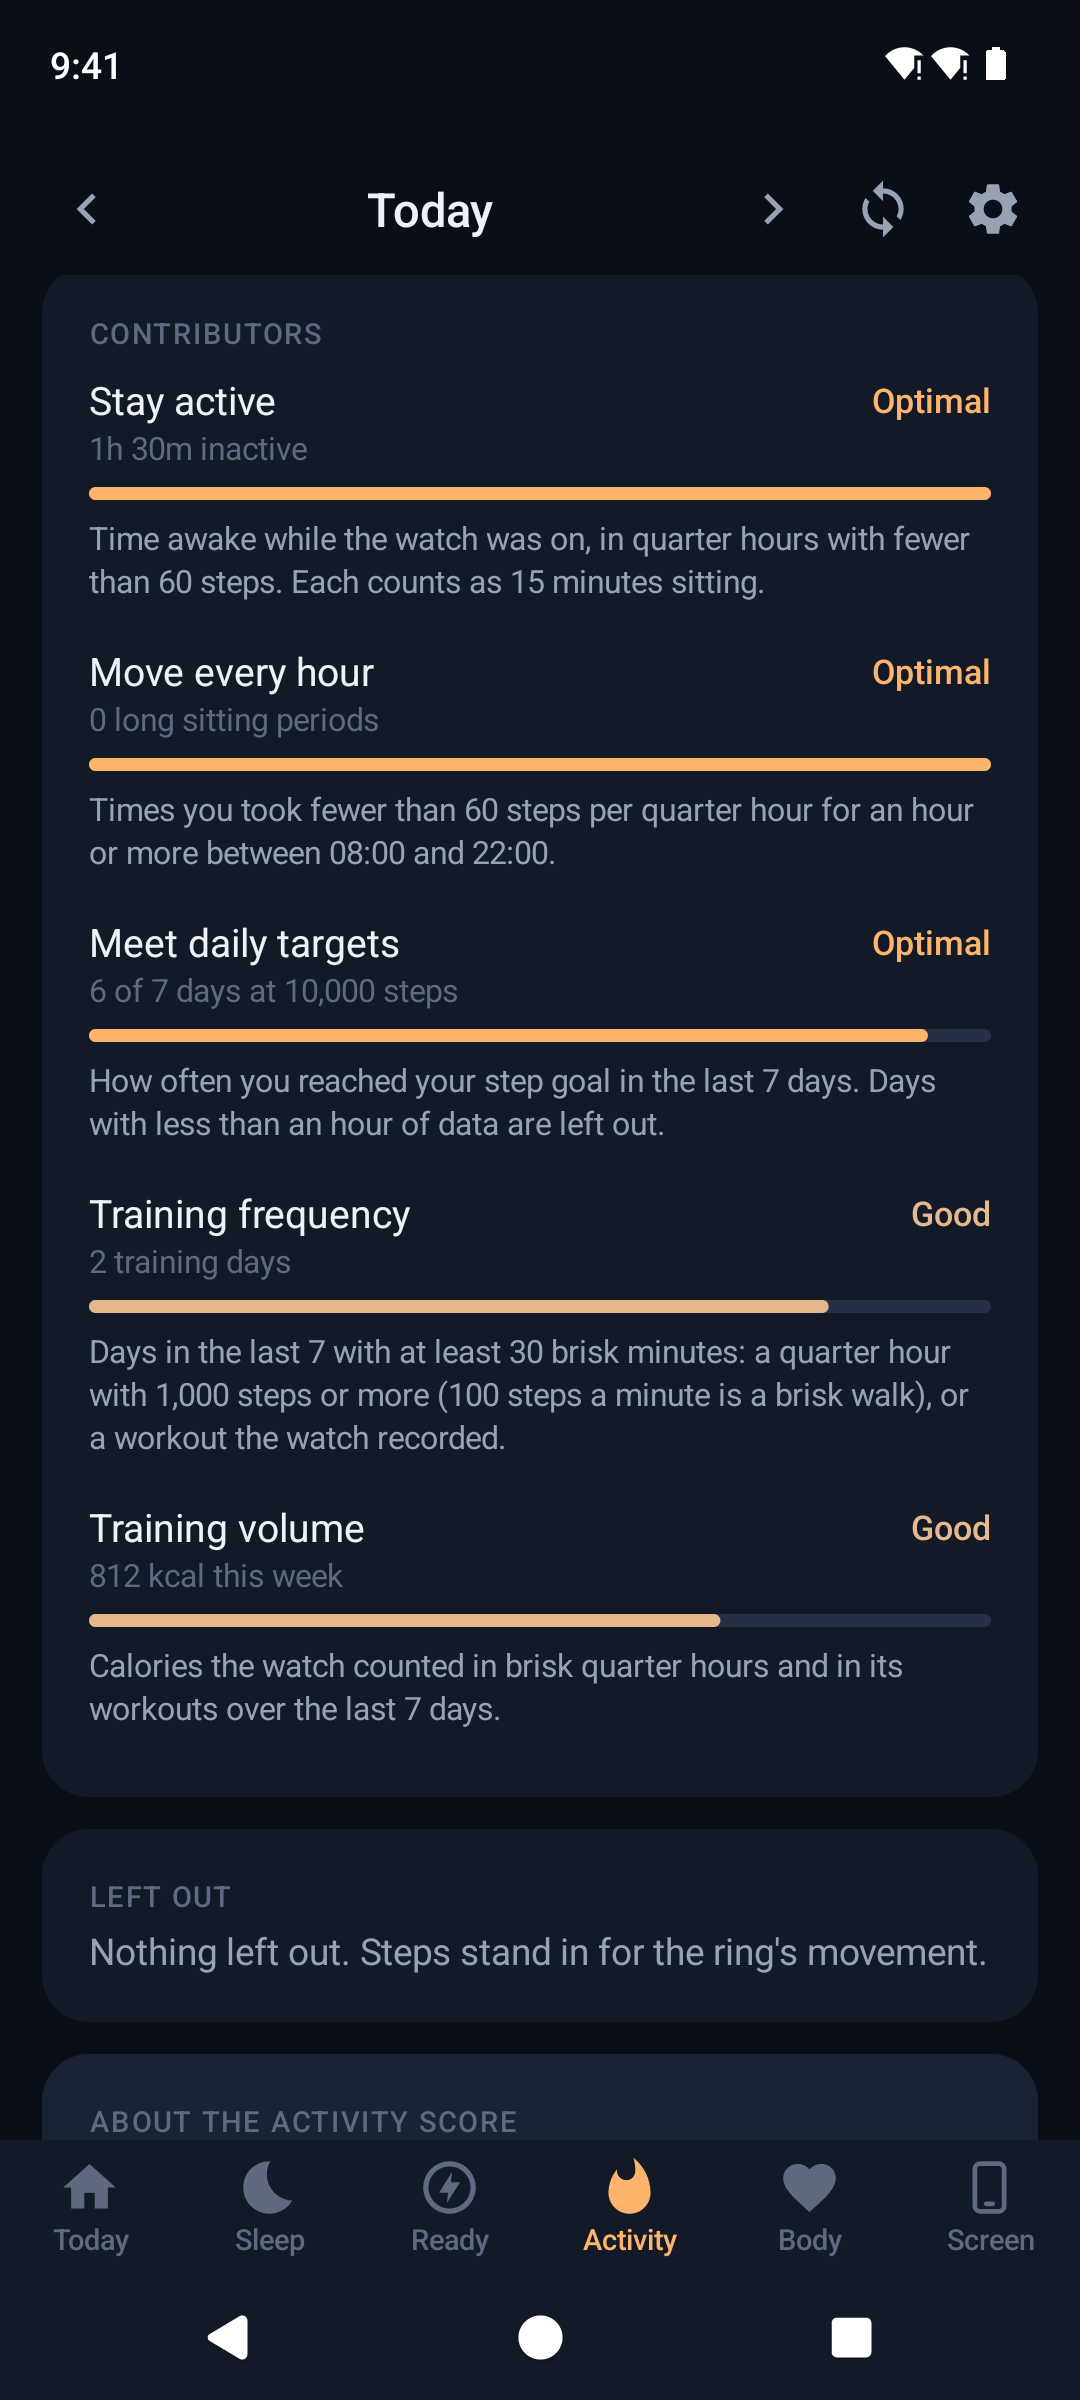 9:41
Today
CONTRIBUTORS
Stay active
Optimal
1h 30m inactive
Time awake while the watch was on, in quarter hours with fewer
than 60 steps. Each counts as 15 minutes sitting.
Move every hour
Optimal
0 long sitting periods
Times you took fewer than 60 steps per quarter hour for an hour
or more between 08:00 and 22:00.
Meet daily targets
Optimal
6 of 7 days at 10,000 steps
How often you reached your step goal in the last 7 days. Days
with less than an hour of data are left out.
Training frequency
Good
2 training days
Days in the last 7 with at least 30 brisk minutes: a quarter hour
with 1,000 steps or more (100 steps a minute is a brisk walk), or
a workout the watch recorded.
Training volume
Good
812 kcal this week
Calories the watch counted in brisk quarter hours and in its
workouts over the last 7 days.
LEFT OUT
Nothing left out. Steps stand in for the ring's movement.
ABOUT THE ACTIVITY SCORE
Today
Sleep
Ready
Activity
Body
Screen